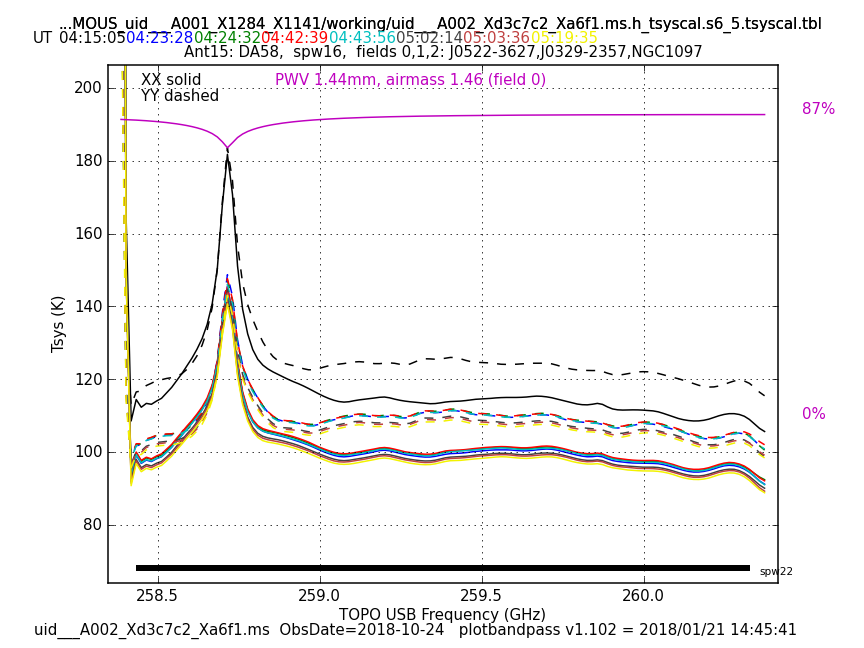 ...MOUS_uid___A001_X1284_X1141/working/uid___A002_Xd3c7c2_Xa6f1.ms.h_tsyscal.s6_5.tsyscal.tbl
UT 04:15:05 04:23:28 04:24:32 04:42:39 04:43:56 05:02:14 05:03:36 05:19:35
Ant15: DA58,  spw16,  fields 0,1,2: J0522-3627,J0329-2357,NGC1097
XX solid
PWV 1.44mm, airmass 1.46 (field 0)
YY dashed
87%
0%
200
180
160
140
120
100
80
Tsys (K)
spw22
258.5
259.0
259.5
260.0
TOPO USB Frequency (GHz)
uid___A002_Xd3c7c2_Xa6f1.ms  ObsDate=2018-10-24   plotbandpass v1.102 = 2018/01/21 14:45:41